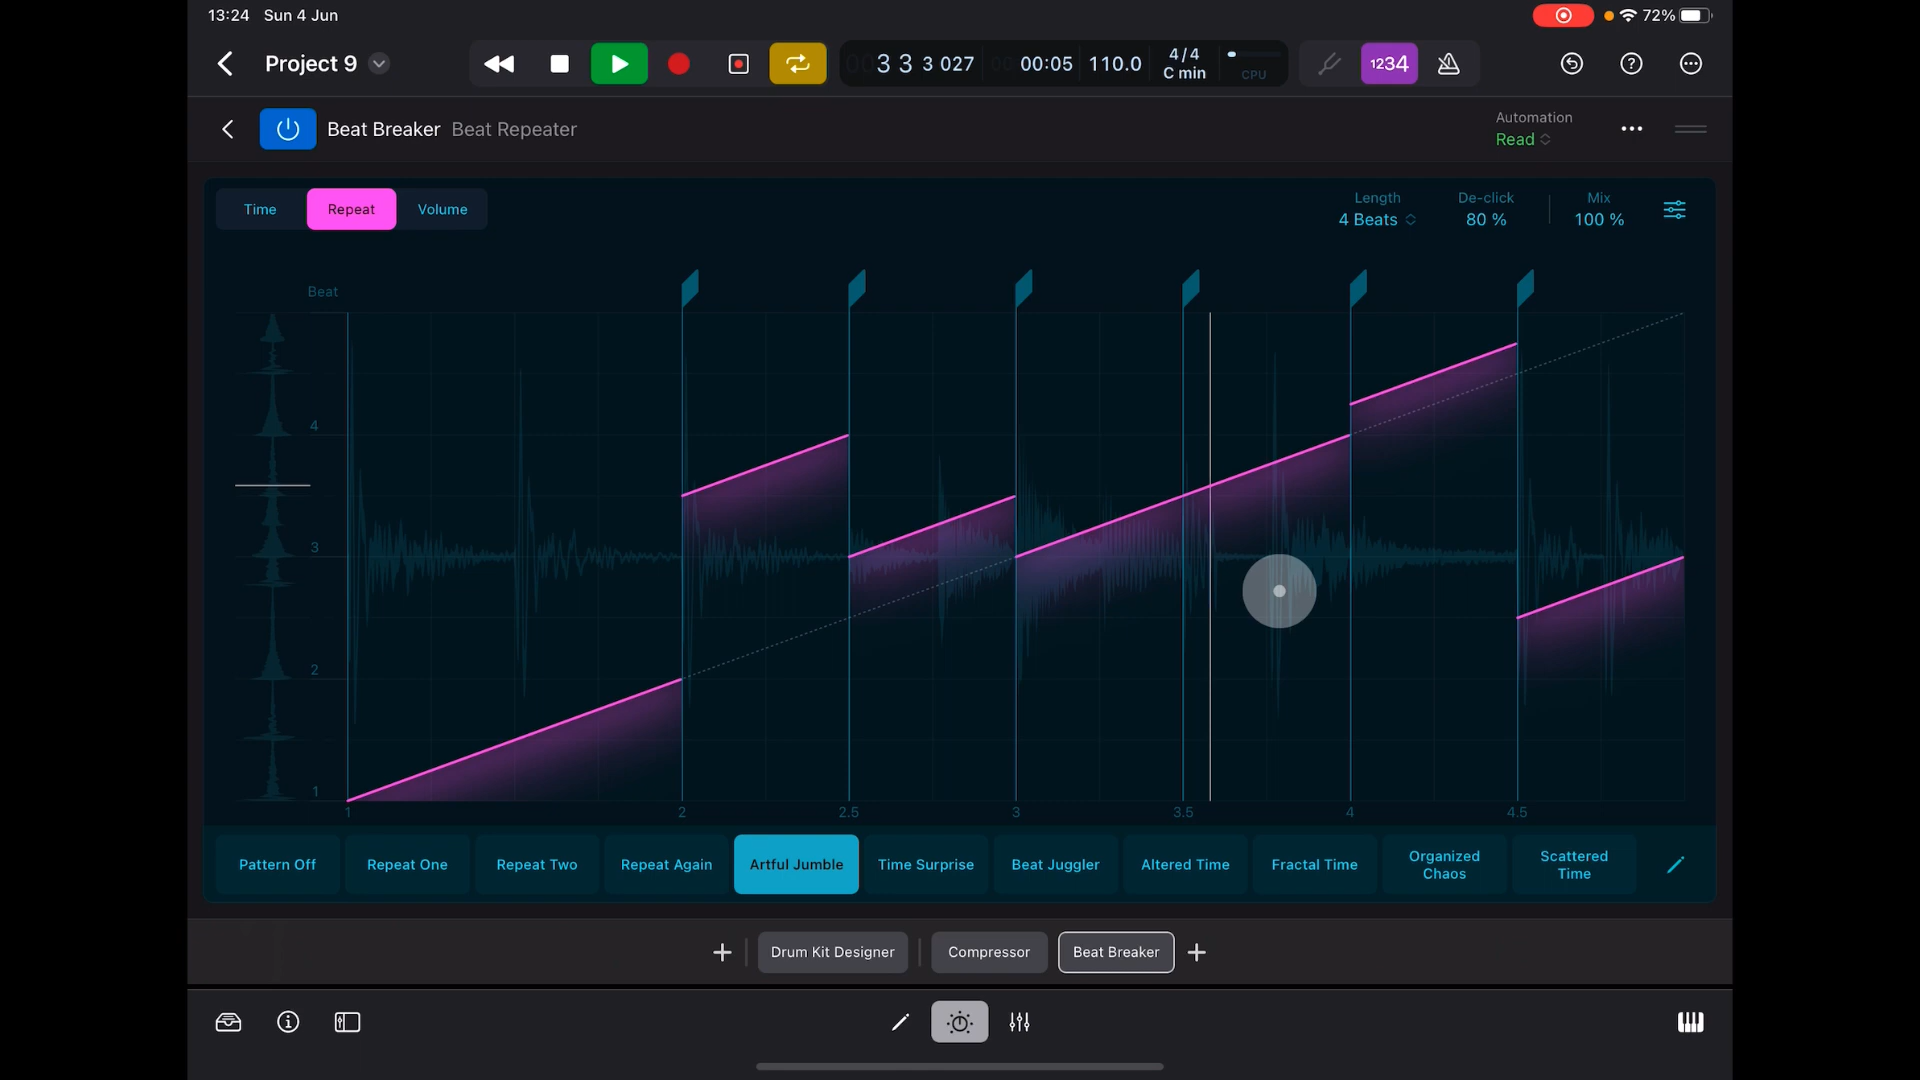 13:24 Sun 4 Jun
72%
Project 9
3 3 3 027
00:05
110.0
4/4
C min
CPU
1234
Beat Breaker Beat Repeater
Automation
Read
Time
Repeat
Volume
Length
4 Beats
De-click
80 %
Mix
100 %
Beat
4
3
2
1
1
2
2.5
3
3.5
4
4.5
Pattern Off
Repeat One
Repeat Two
Repeat Again
Artful Jumble
Time Surprise
Beat Juggler
Altered Time
Fractal Time
Organized
Chaos
Scattered
Time
Drum Kit Designer
Compressor
Beat Breaker